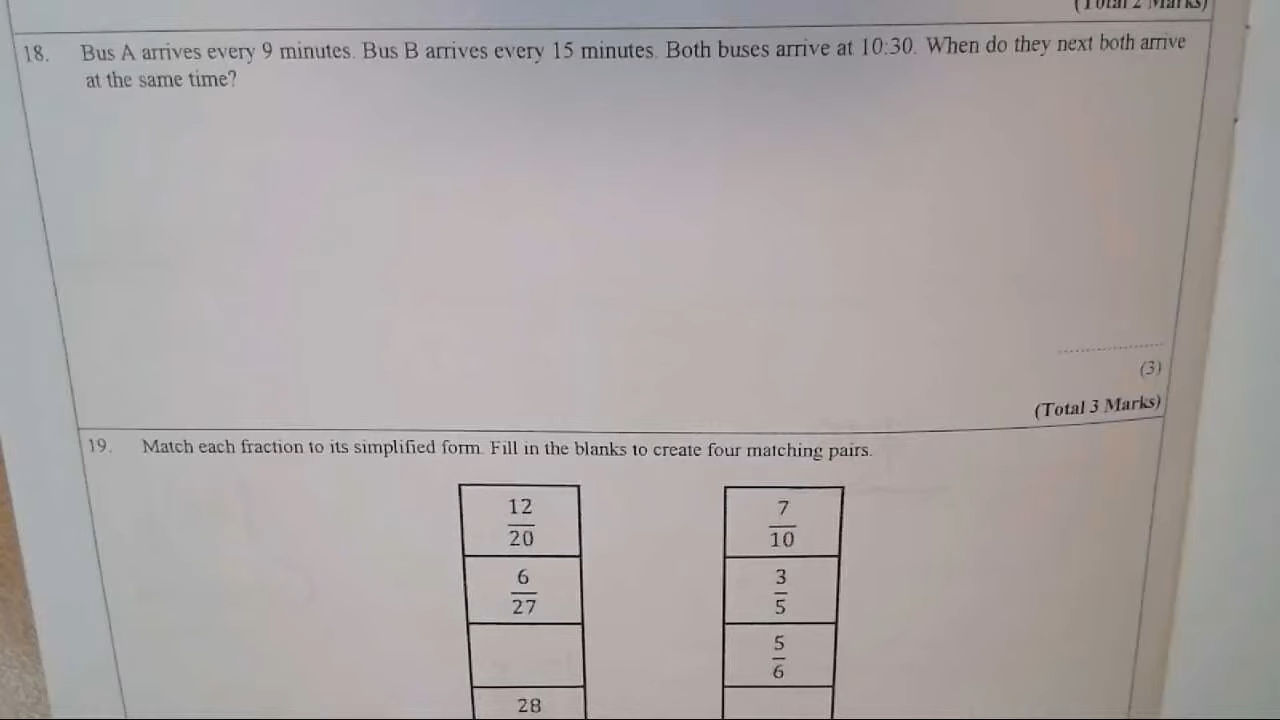 (Total 2 Marks)
18. Bus A arrives every 9 minutes. Bus B arrives every 15 minutes. Both buses arrive at 10:30. When do they next both arrive
at the same time?
(3)
(Total 3 Marks)
19. Match each fraction to its simplified form. Fill in the blanks to create four matching pairs.
12
20
7
10
6
27
3
5
5
6
28